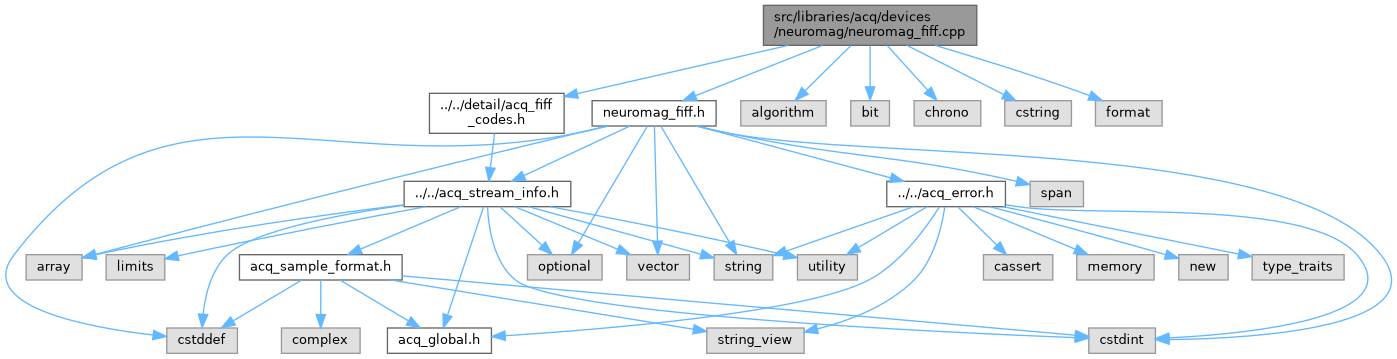 src/libraries/acq/devices
/neuromag/neuromag_fiff.cpp
../../detail/acq_fiff
_codes.h
neuromag_fiff.h
algorithm
bit
chrono
cstring
format
../../acq_stream_info.h
../../acq_error.h
span
array
limits
acq_sample_format.h
optional
vector
string
utility
cassert
memory
new
type_traits
cstddef
complex
acq_global.h
string_view
cstdint